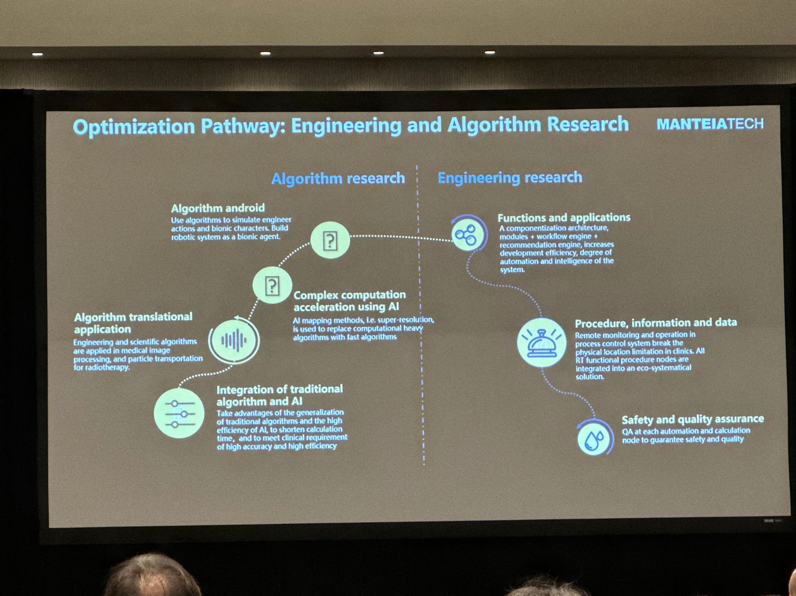 Optimization Pathway: Engineering and Algorithm Research
MANTEIATECH
Algorithm research
Engineering research
Algorithm android
Use algorithms to simulate engineer
actions and bionic characters. Build
robotic system as a bionic agent.
Complex computation
acceleration using AI
AI mapping methods, i.e. super-resolution,
is used to replace computational heavy
algorithms with fast algorithms
Algorithm translational
application
Engineering and scientific algorithms
are applied in medical image
processing, and particle transportation
for radiotherapy.
Integration of traditional
algorithm and AI
Take advantages of the generalization
of traditional algorithms and the high
efficiency of AI, to shorten calculation
time, and to meet clinical requirement
of high accuracy and high efficiency
Functions and applications
A componentization architecture,
modules + workflow engine +
recommendation engine, increases
development efficiency, degree of
automation and intelligence of the
system.
Procedure, information and data
Remote monitoring and operation in
process control system break the
physical location limitation in clinics. All
RT functional procedure nodes are
integrated into an eco-systematical
solution.
Safety and quality assurance
QA at each automation and calculation
node to guarantee safety and quality